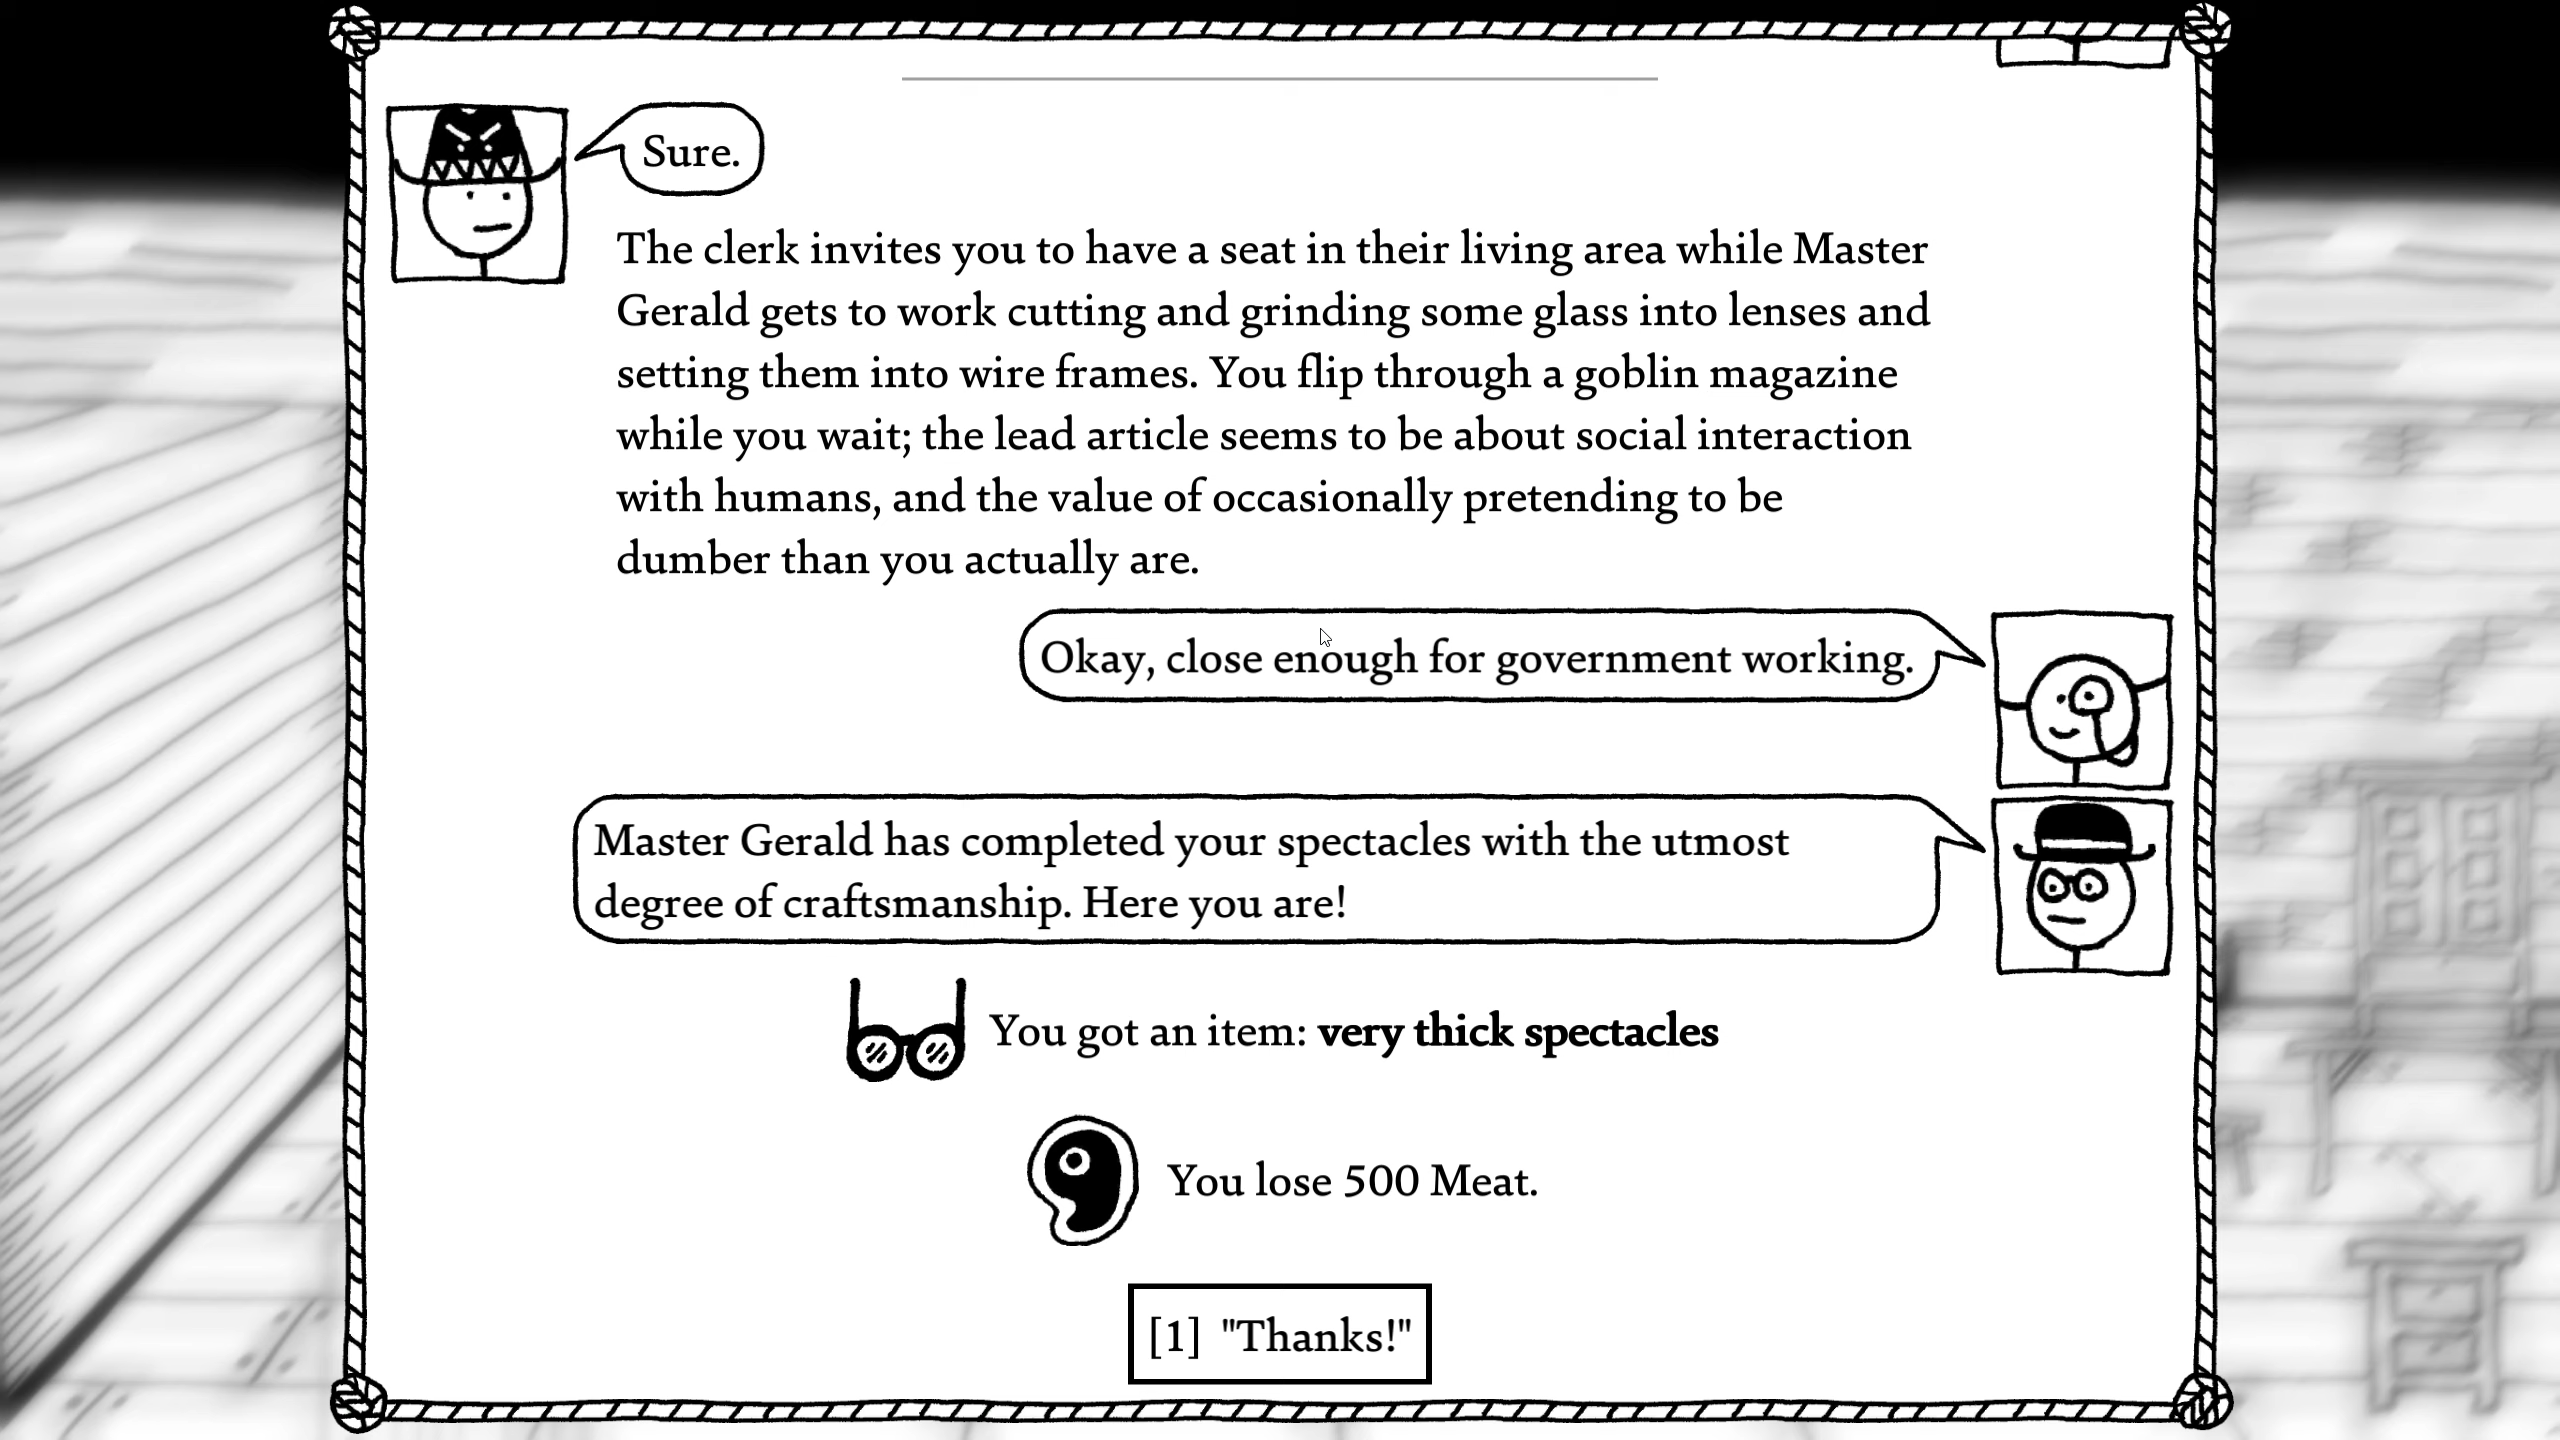 Sure.
The clerk invites you to have a seat in their living area while Master
Gerald gets to work cutting and grinding some glass into lenses and
setting them into wire frames. You flip through a goblin magazine
while you wait; the lead article seems to be about social interaction
with humans, and the value of occasionally pretending to be
dumber than you actually are.
Okay, close enough for government working.
Master Gerald has completed your spectacles with the utmost
degree of craftsmanship. Here you are!
You got an item: very thick spectacles
You lose 500 Meat.
[1] "Thanks!"